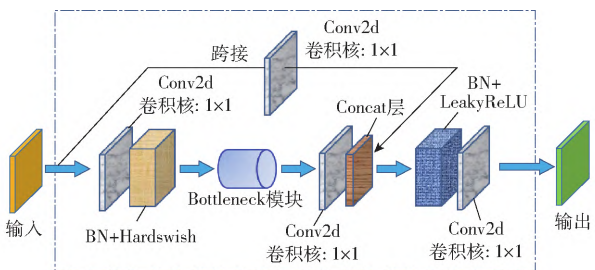 跨接
Conv2d
卷积核: 1×1
Conv2d
卷积核: 1×1
Concat层
BN+
LeakyReLU
输入
BN+Hardswish
Bottleneck模块
Conv2d
卷积核: 1×1
Conv2d
卷积核: 1×1
输出